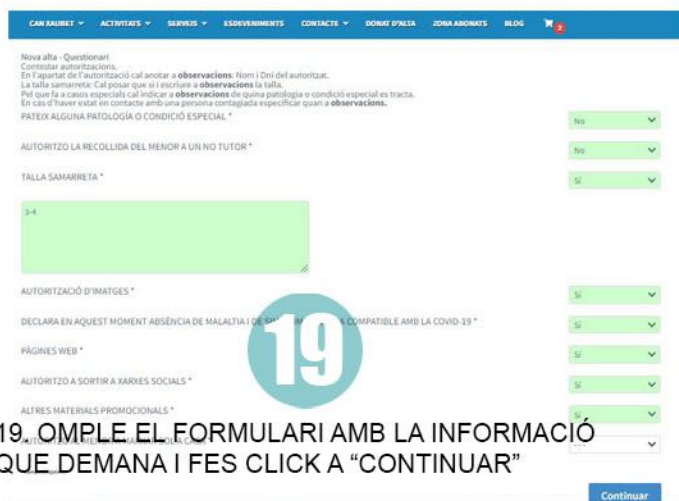 CAN XAUBET ACTIVITATS SERVEIS ESDEVENIMENTS CONTACTE DONAT D'ALTA ZONA ABONATS BLOG 2
Nova alta - Questionari
Contestar autoritzacions.
En l'apartat de l'autorització cal anotar a observacions: Nom i Dni del autoritzat.
La talla samarreta: Cal posar que si i escriure a observacions la talla.
Pel que fa a casos especials cal indicar a observacions de quina patologia o condició especial es tracta.
En cas d'haver estat en contacte amb una persona contagiada especificar quan a observacions.
PATEIX ALGUNA PATOLOGÍA O CONDICIÓ ESPECIAL * No
AUTORITZO LA RECOLLIDA DEL MENOR A UN NO TUTOR * No
TALLA SAMARRETA * Sí
3-4
AUTORITZACIÓ D'IMATGES * Sí
DECLARA EN AQUEST MOMENT ABSÈNCIA DE MALALTIA I DE COMPATIBLE AMB LA COVID-19 * Sí
PÀGINES WEB * Sí
AUTORITZO A SORTIR A XARXES SOCIALS * Sí
ALTRES MATERIALS PROMOCIONALS * Sí
19
19. OMPLE EL FORMULARI AMB LA INFORMACIÓ
QUE DEMANA I FES CLICK A “CONTINUAR”
Continuar